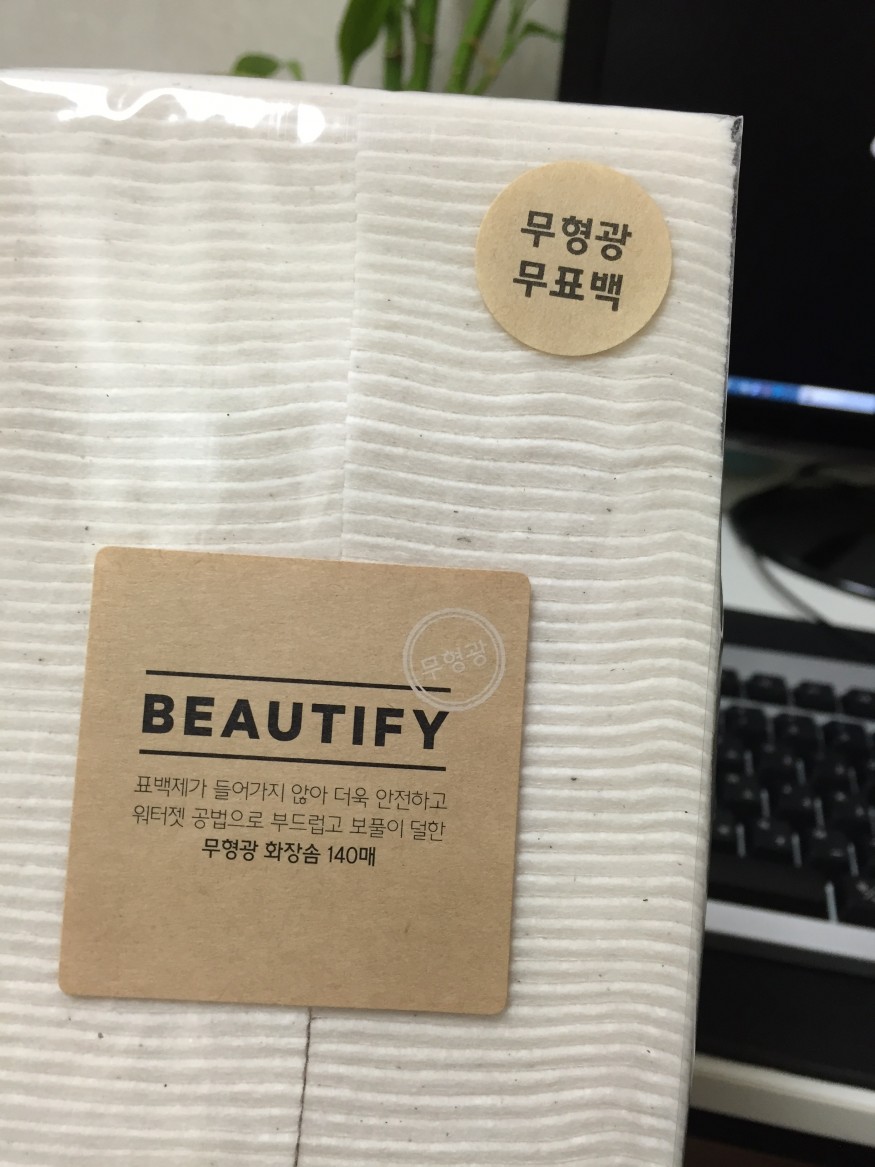 무형광
무표백
무형광
BEAUTIFY
표백제가 들어가지 않아 더욱 안전하고
워터젯 공법으로 부드럽고 보풀이 덜한
무형광 화장솜 140매